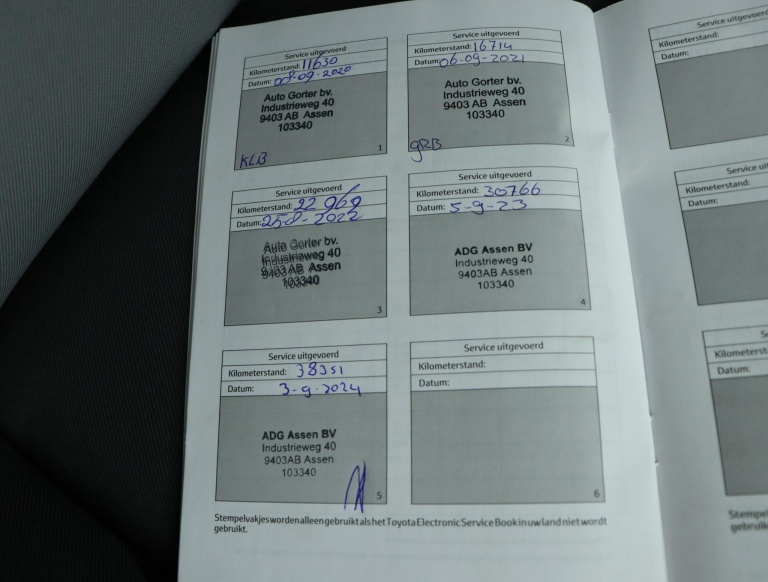 Service uitgevoerd
Kilometerstand: 11630
Datum: 08-09-2020
Auto Gorter bv.
Industrieweg 40
9403 AB Assen
103340
KLB
1
Service uitgevoerd
Kilometerstand: 16714
Datum: 06-09-2021
Auto Gorter bv.
Industrieweg 40
9403 AB Assen
103340
2
Service uitgevoerd
Kilometerstand: 22969
Datum: 25-8-2022
Auto Gorter bv.
Industrieweg 40
9403 AB Assen
103340
3
Service uitgevoerd
Kilometerstand: 30766
Datum: 5-9-23
ADG Assen BV
Industrieweg 40
9403AB Assen
103340
4
Service uitgevoerd
Kilometerstand: 38351
Datum: 3-9-2024
ADG Assen BV
Industrieweg 40
9403AB Assen
103340
5
Service uitgevoerd
Kilometerstand:
Datum:
6
Stempelvakjes worden alleen gebruikt als het Toyota Electronic Service Book in uw land niet wordt
gebruikt.
Service uitgevoerd
Kilometerstand:
Datum:
Service
Kilometerstand:
Datum:
Kilometerst
Datum:
Stempel
gebruik